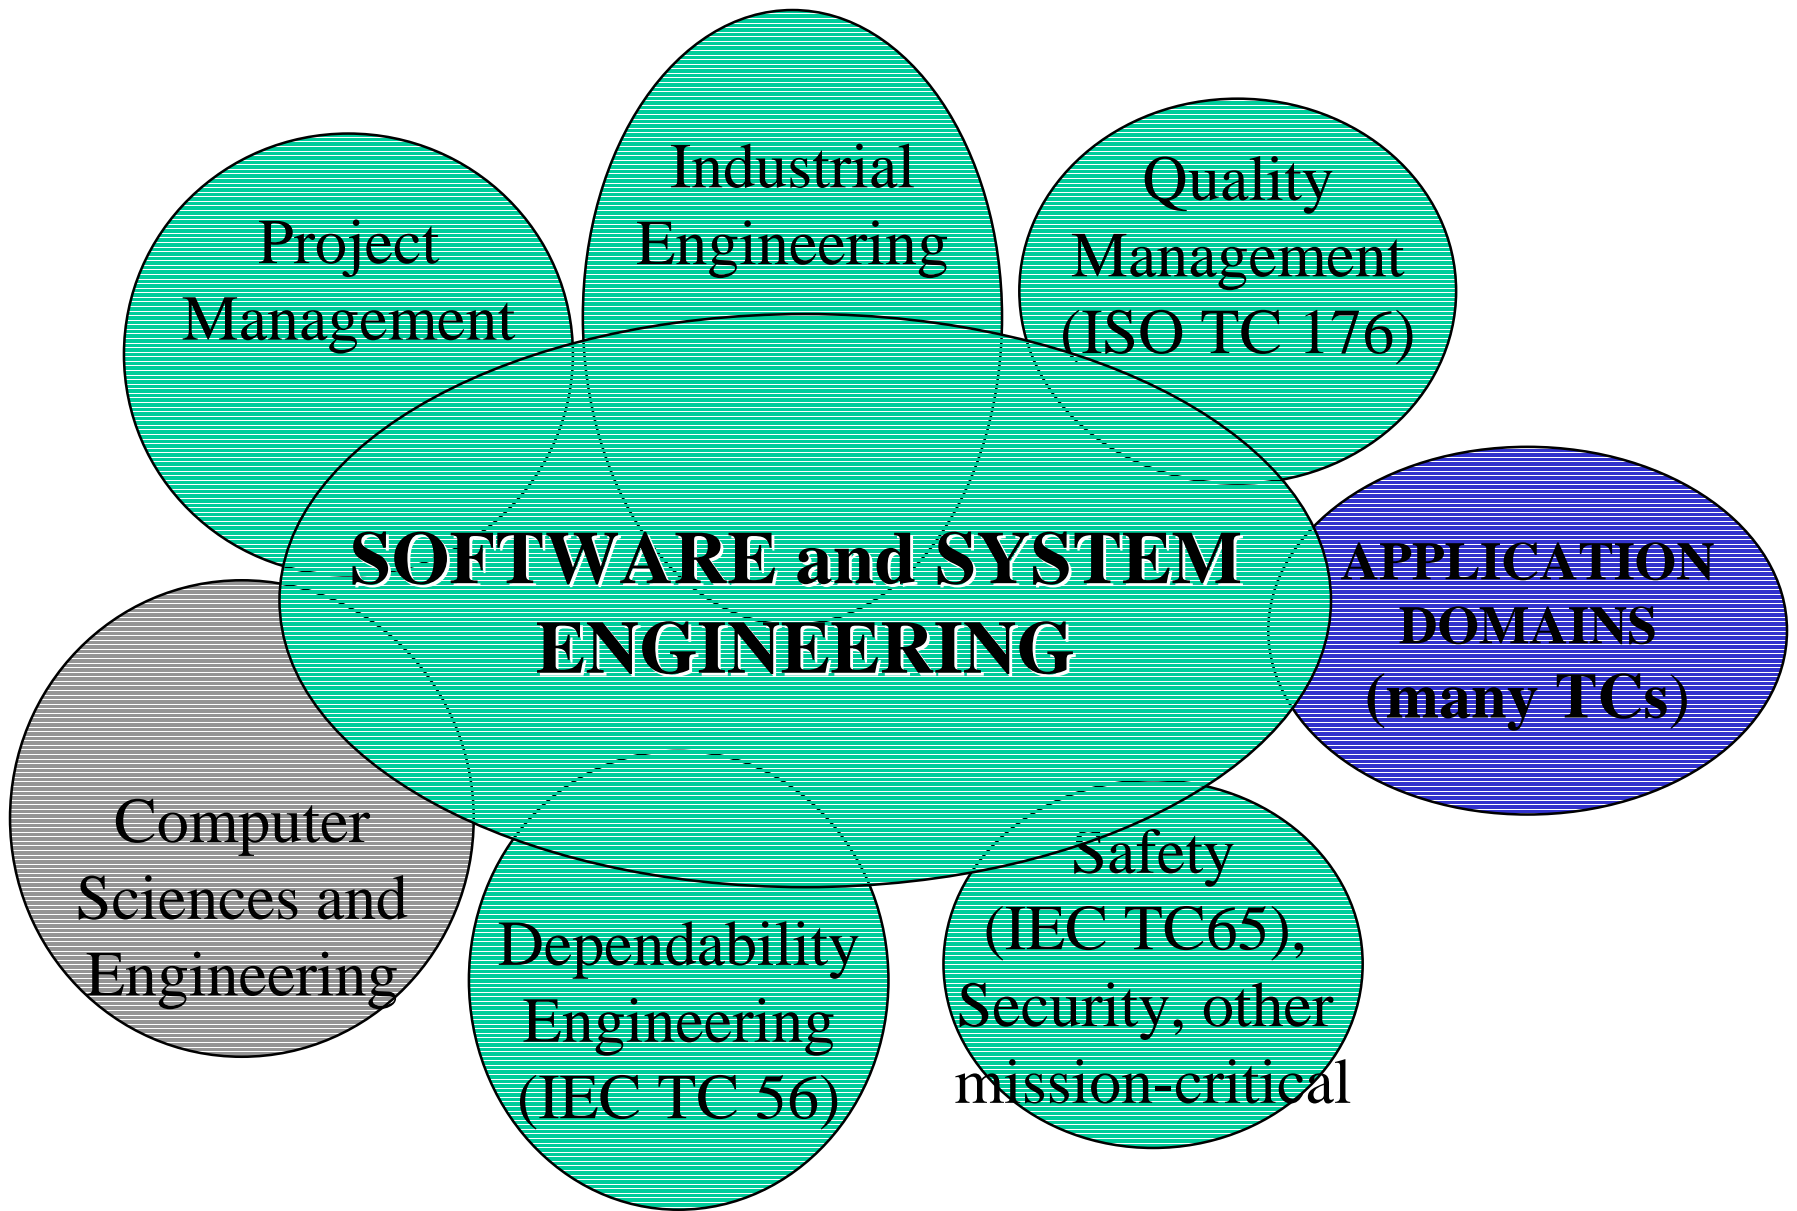 Industrial
Engineering
Quality
Management
(ISO TC 176)
Project
Management
SOFTWARE and SYSTEM
ENGINEERING
APPLICATION
DOMAINS
(many TCs)
Computer
Sciences and
Engineering
Dependability
Engineering
(IEC TC 56)
Safety
(IEC TC65),
Security, other
mission-critical